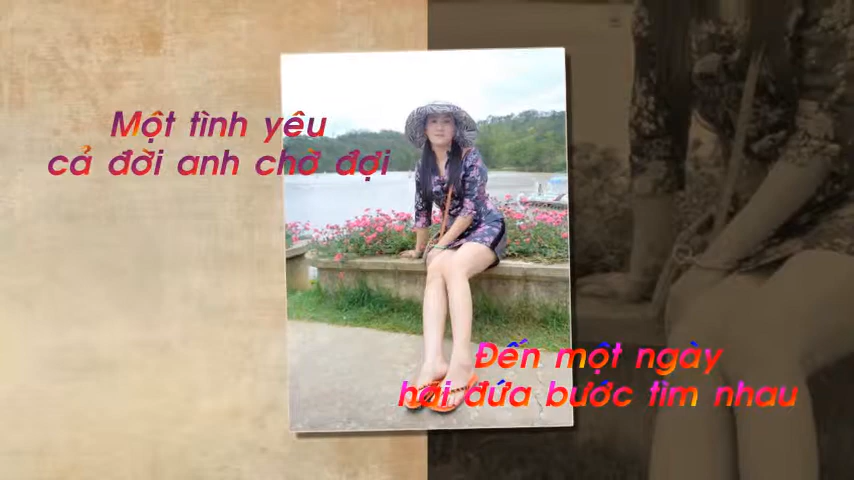 Một tình yêu
cả đời anh chờ đợi
Đến một ngày
hai đứa bước tìm nhau